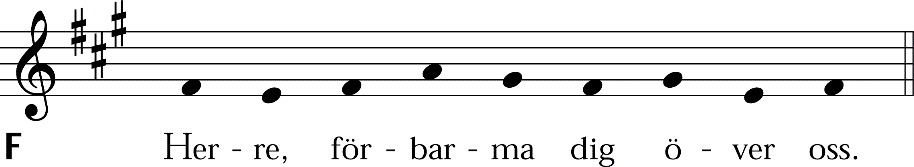 F Her - re, för - bar - ma dig ö - ver oss.